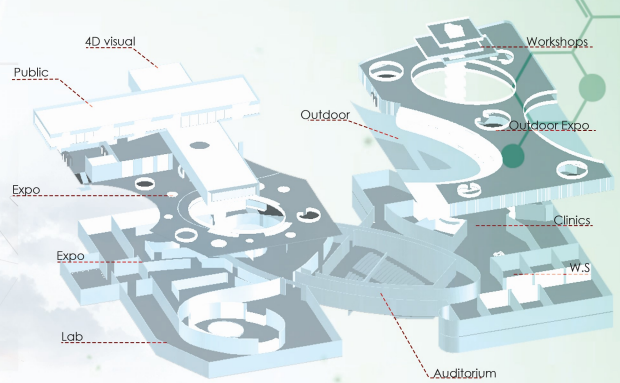 4D visual
Workshops
Public
Outdoor
Outdoor Expo
Expo
Clinics
Expo
W.S
Lab
Auditorium